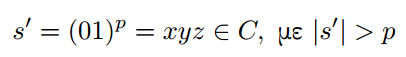 s′ = (01)ᵖ = xyz ∈ C, με |s′| > p